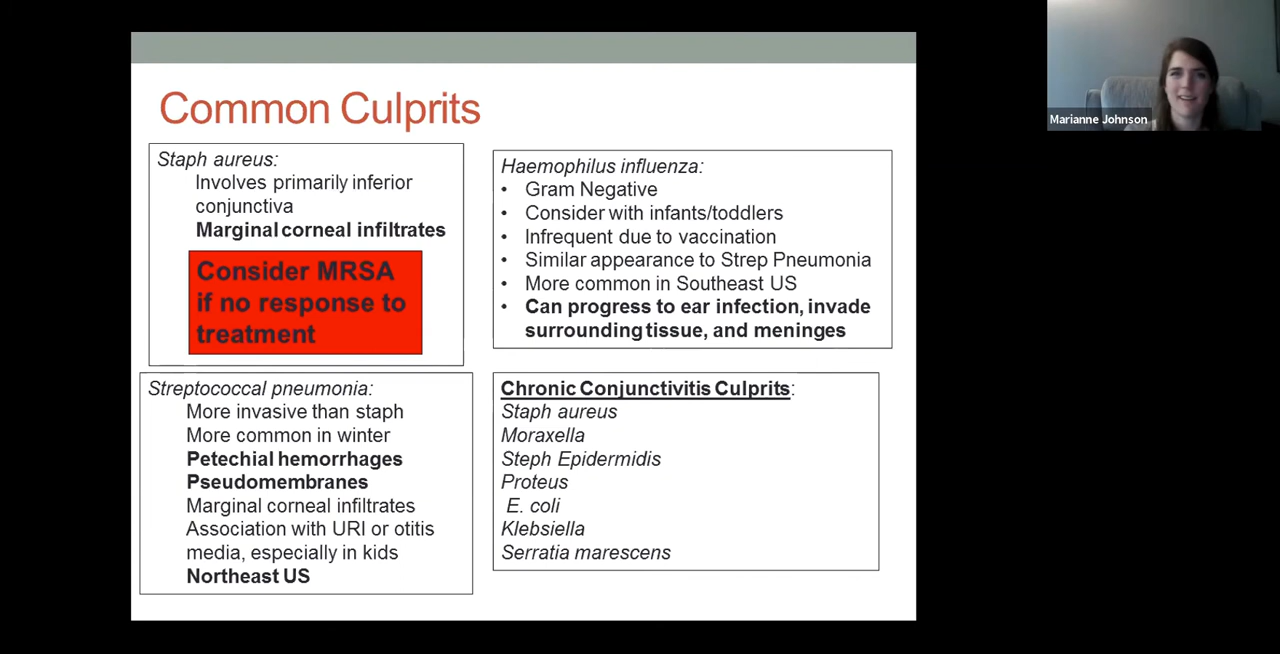 Common Culprits
Staph aureus:
Involves primarily inferior
conjunctiva
Marginal corneal infiltrates
Consider MRSA
if no response to
treatment
Haemophilus influenza:
• Gram Negative
• Consider with infants/toddlers
• Infrequent due to vaccination
• Similar appearance to Strep Pneumonia
• More common in Southeast US
• Can progress to ear infection, invade
surrounding tissue, and meninges
Streptococcal pneumonia:
More invasive than staph
More common in winter
Petechial hemorrhages
Pseudomembranes
Marginal corneal infiltrates
Association with URI or otitis
media, especially in kids
Northeast US
Chronic Conjunctivitis Culprits:
Staph aureus
Moraxella
Steph Epidermidis
Proteus
E. coli
Klebsiella
Serratia marescens
Marianne Johnson